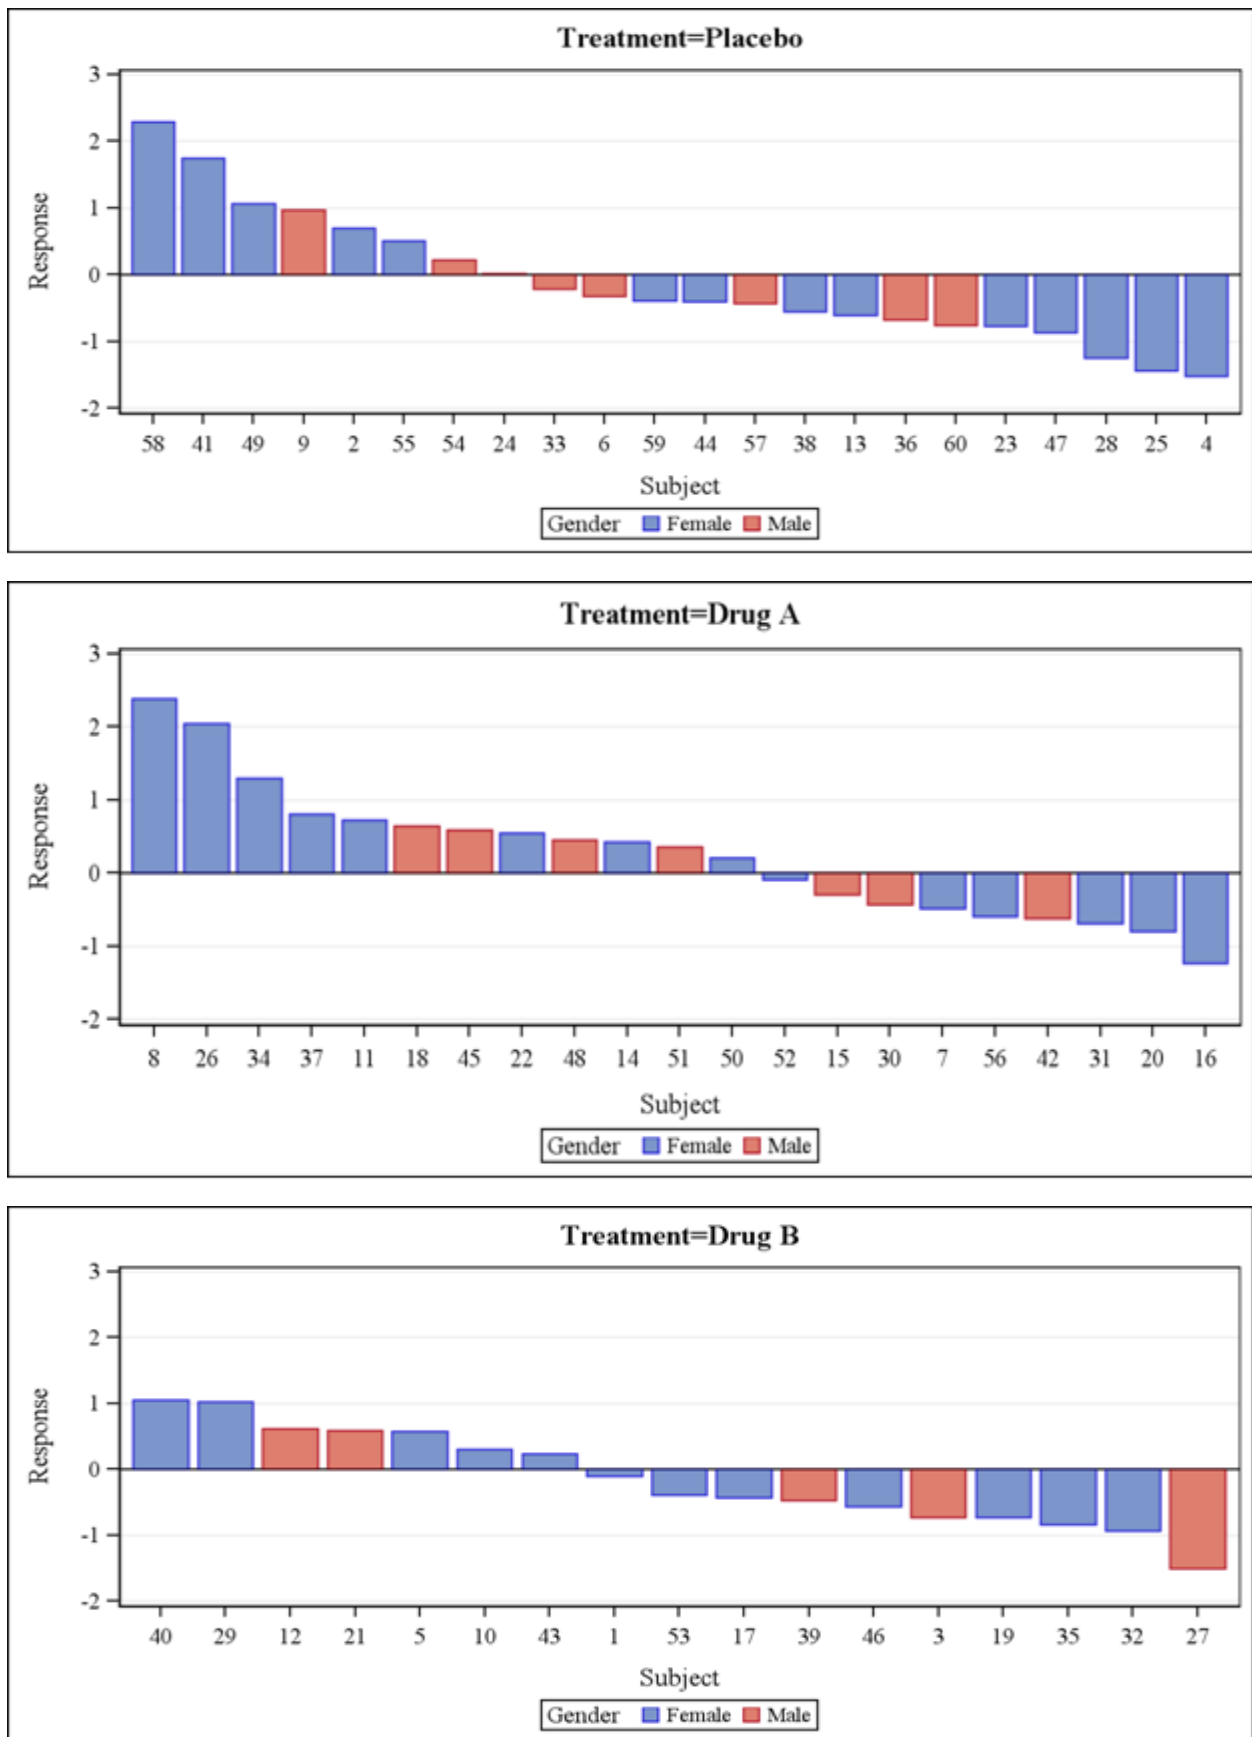 Treatment=Placebo
3
2
1
0
-1
-2
Response
58 41 49 9 2 55 54 24 33 6 59 44 57 38 13 36 60 23 47 28 25 4
Subject
Gender Female Male
Treatment=Drug A
3
2
1
0
-1
-2
Response
8 26 34 37 11 18 45 22 48 14 51 50 52 15 30 7 56 42 31 20 16
Subject
Gender Female Male
Treatment=Drug B
3
2
1
0
-1
-2
Response
40 29 12 21 5 10 43 1 53 17 39 46 3 19 35 32 27
Subject
Gender Female Male